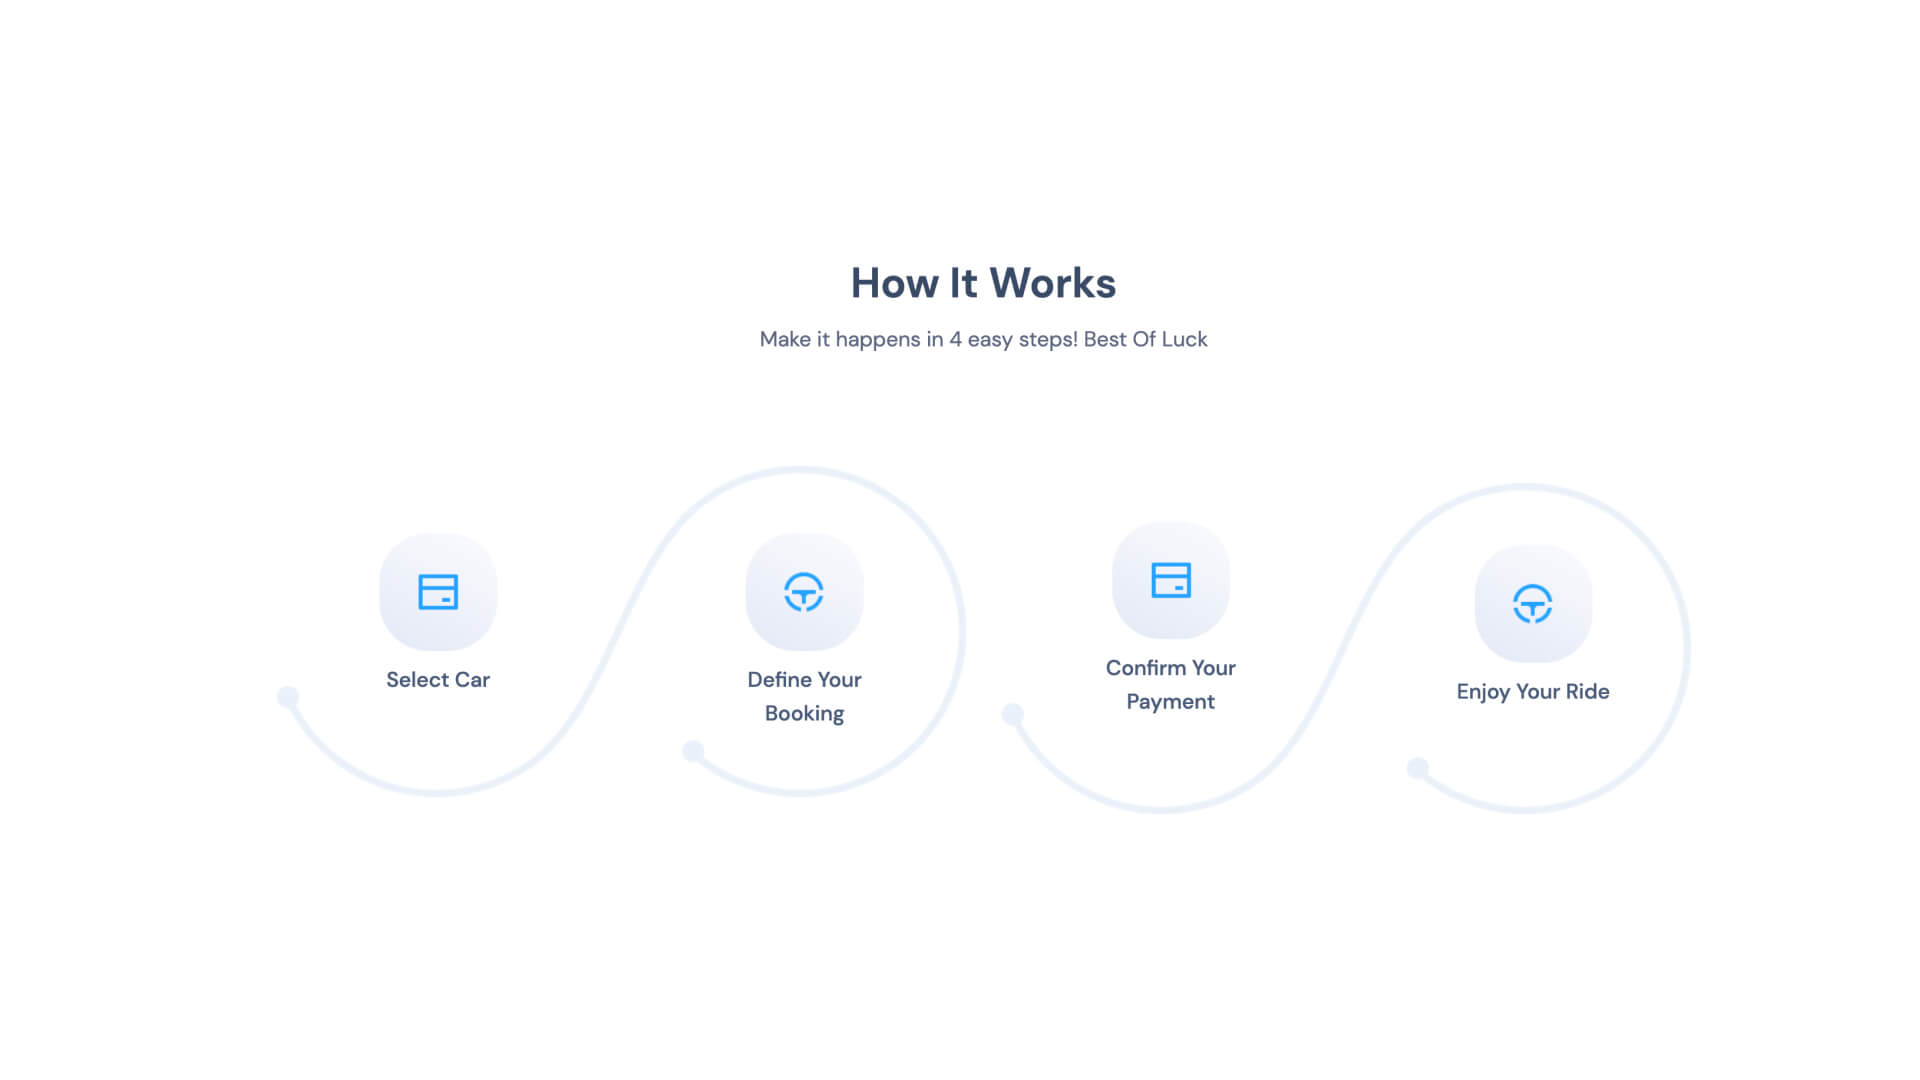 How It Works
Make it happens in 4 easy steps! Best Of Luck
Select Car
Define Your
Booking
Confirm Your
Payment
Enjoy Your Ride